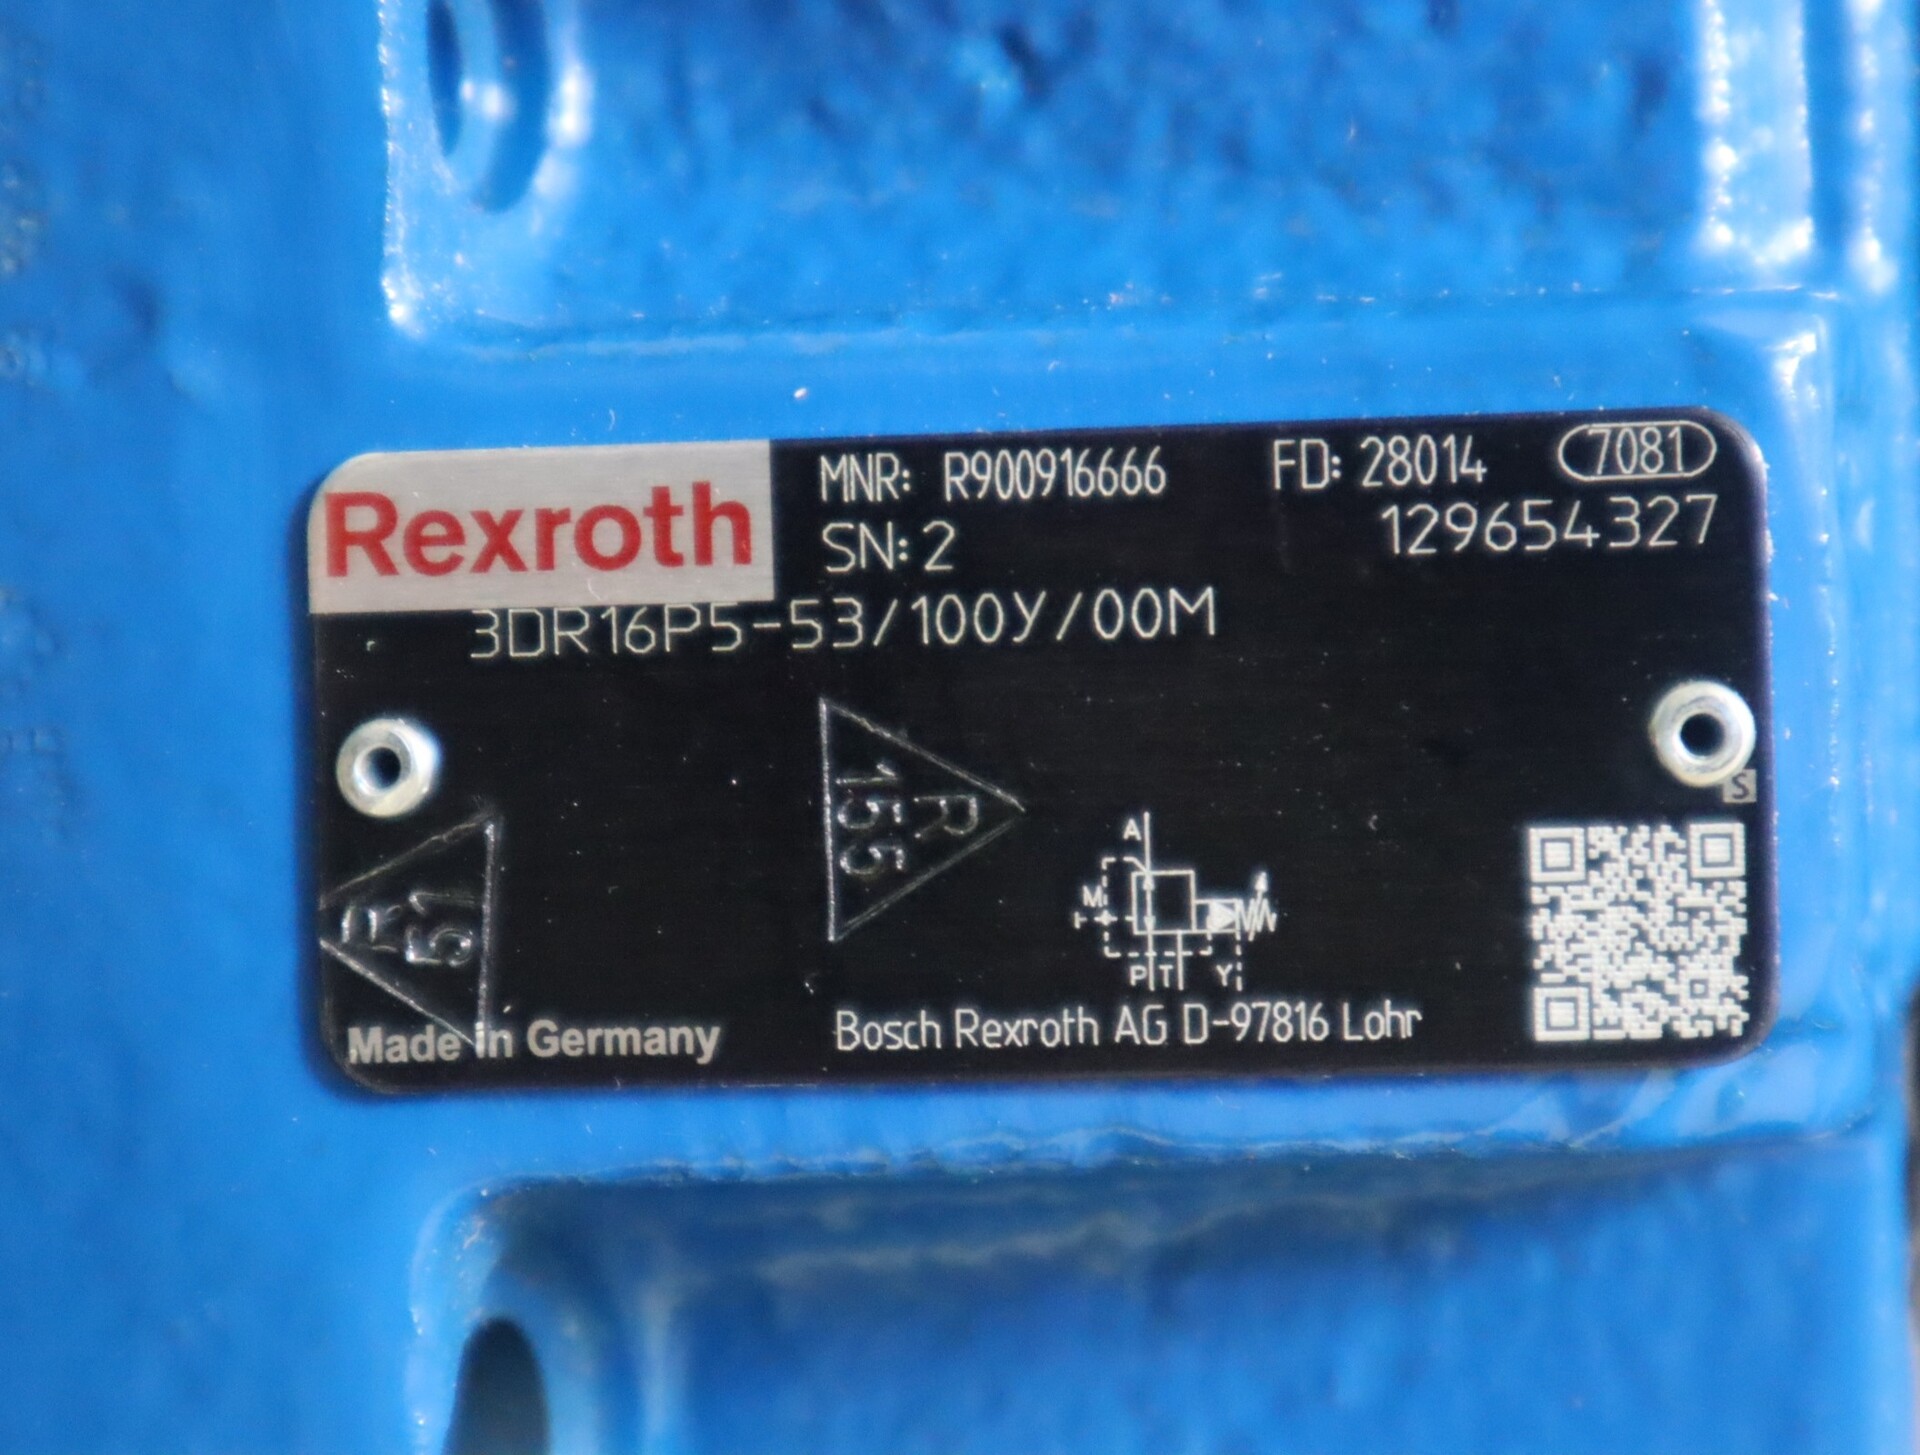 Rexroth
MNR: R900916666 FD: 28014 7081
SN: 2 129654327
3DR16P5-53/100Y/00M
R
155
R
51
S
A
M
P T Y
Made in Germany
Bosch Rexroth AG D-97816 Lohr